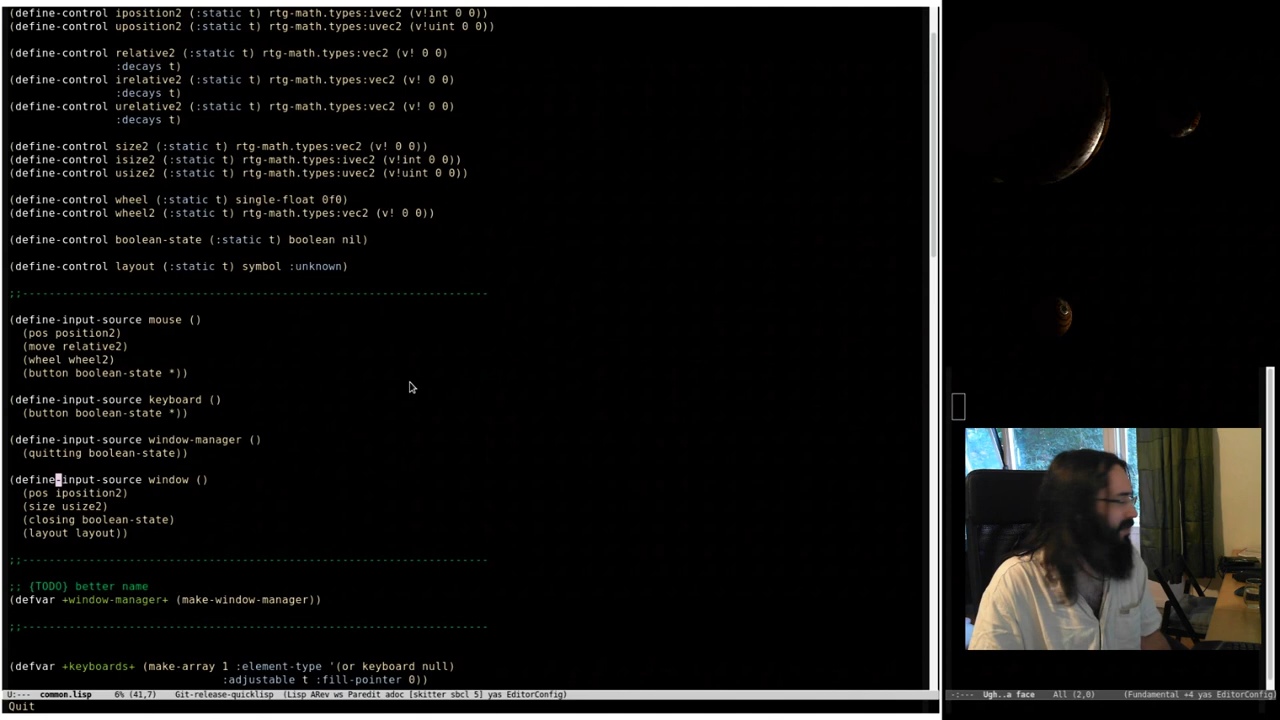 (define-control iposition2 (:static t) rtg-math.types:ivec2 (v!int 0 0))
(define-control uposition2 (:static t) rtg-math.types:uvec2 (v!uint 0 0))
(define-control relative2 (:static t) rtg-math.types:vec2 (v! 0 0)
:decays t)
(define-control irelative2 (:static t) rtg-math.types:vec2 (v! 0 0)
:decays t)
(define-control urelative2 (:static t) rtg-math.types:vec2 (v! 0 0)
:decays t)
(define-control size2 (:static t) rtg-math.types:vec2 (v! 0 0))
(define-control isize2 (:static t) rtg-math.types:ivec2 (v!int 0 0))
(define-control usize2 (:static t) rtg-math.types:uvec2 (v!uint 0 0))
(define-control wheel (:static t) single-float 0f0)
(define-control wheel2 (:static t) rtg-math.types:vec2 (v! 0 0))
(define-control boolean-state (:static t) boolean nil)
(define-control layout (:static t) symbol :unknown)
;;----------------------------------------------------------------------
(define-input-source mouse ()
(pos position2)
(move relative2)
(wheel wheel2)
(button boolean-state *))
(define-input-source keyboard ()
(button boolean-state *))
(define-input-source window-manager ()
(quitting boolean-state))
(define-input-source window ()
(pos iposition2)
(size usize2)
(closing boolean-state)
(layout layout))
;;----------------------------------------------------------------------
;; {TODO} better name
(defvar +window-manager+ (make-window-manager))
;;----------------------------------------------------------------------
(defvar +keyboards+ (make-array 1 :element-type '(or keyboard null)
:adjustable t :fill-pointer 0))
U:--- common.lisp 6% (41,7) Git-release-quicklisp (Lisp ARev ws Paredit adoc [skitter sbcl 5] yas EditorConfig)
-:--- Ugh..a face All (2,0) (Fundamental +4 yas EditorConfig)
Quit